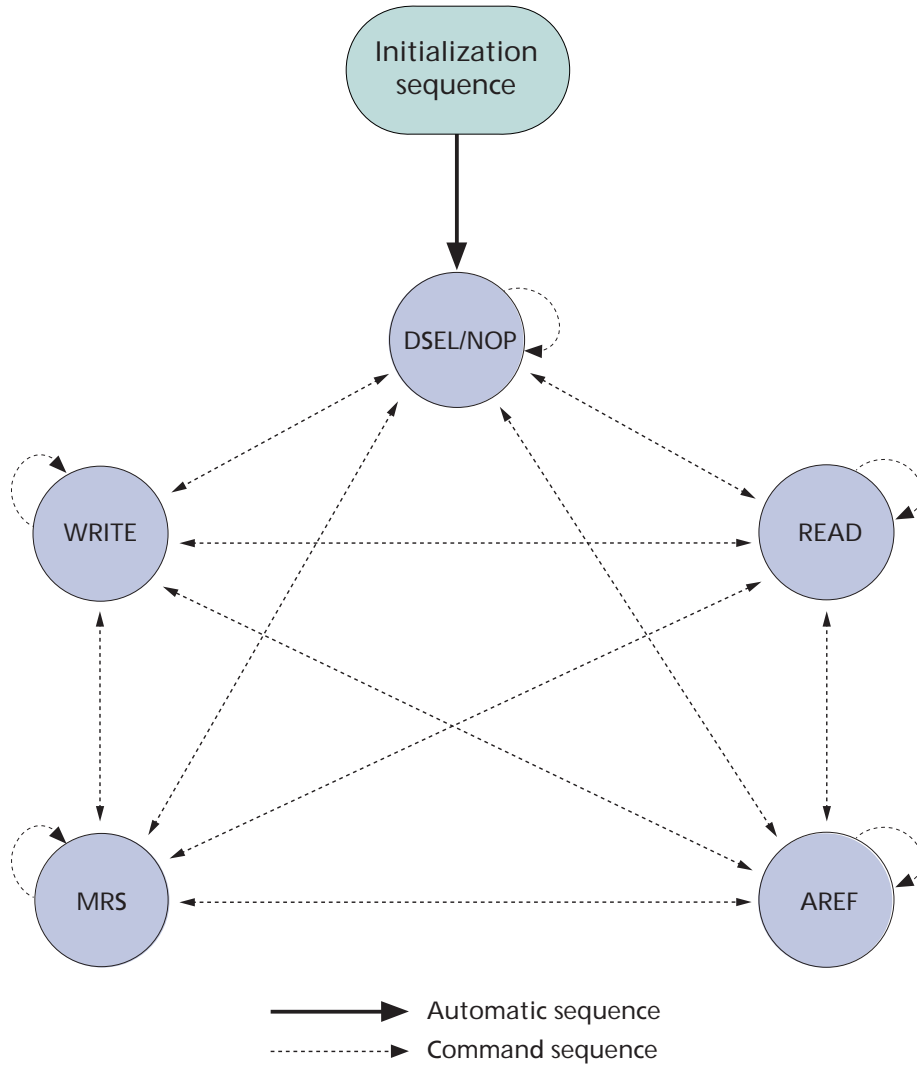 Initialization
sequence
DSEL/NOP
WRITE
READ
MRS
AREF
Automatic sequence
Command sequence